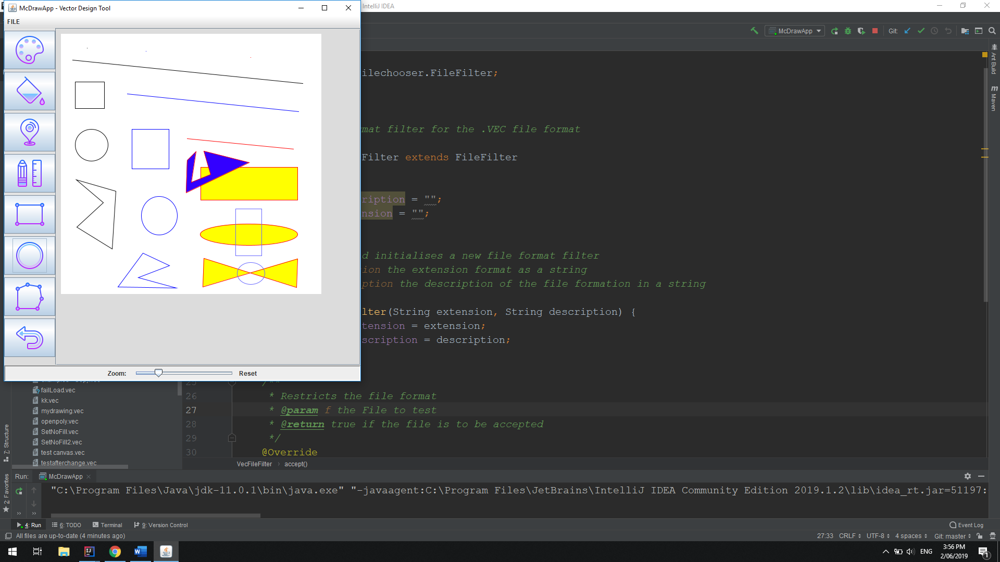 McDrawApp - Vector Design Tool
IntelliJ IDEA
FILE
McDrawApp
Git:
ilechooser.FileFilter;
mat filter for the .VEC file format
Filter extends FileFilter
ription = "";
nsion = "";
d initialises a new file format filter
ion the extension format as a string
ption the description of the file formation in a string
lter(String extension, String description) {
tension = extension;
scription = description;
Zoom:
Reset
Ant Build
m Maven
failLoad.vec
kk.vec
mydrawing.vec
openpoly.vec
SetNoFill.vec
SetNoFill2.vec
test canvas.vec
testafterchange.vec
25 /**
26 * Restricts the file format
27 * @param f the File to test
28 * @return true if the file is to be accepted
29 */
30 @Override
VecFileFilter › accept()
7: Structure
2: Favorites
Run: McDrawApp
"C:\Program Files\Java\jdk-11.0.1\bin\java.exe" "-javaagent:C:\Program Files\JetBrains\IntelliJ IDEA Community Edition 2019.1.2\lib\idea_rt.jar=51197:
4: Run
6: TODO
Terminal
9: Version Control
Event Log
All files are up-to-date (4 minutes ago)
27:33 CRLF UTF-8 4 spaces Git: master
ENG
3:56 PM
2/06/2019
1